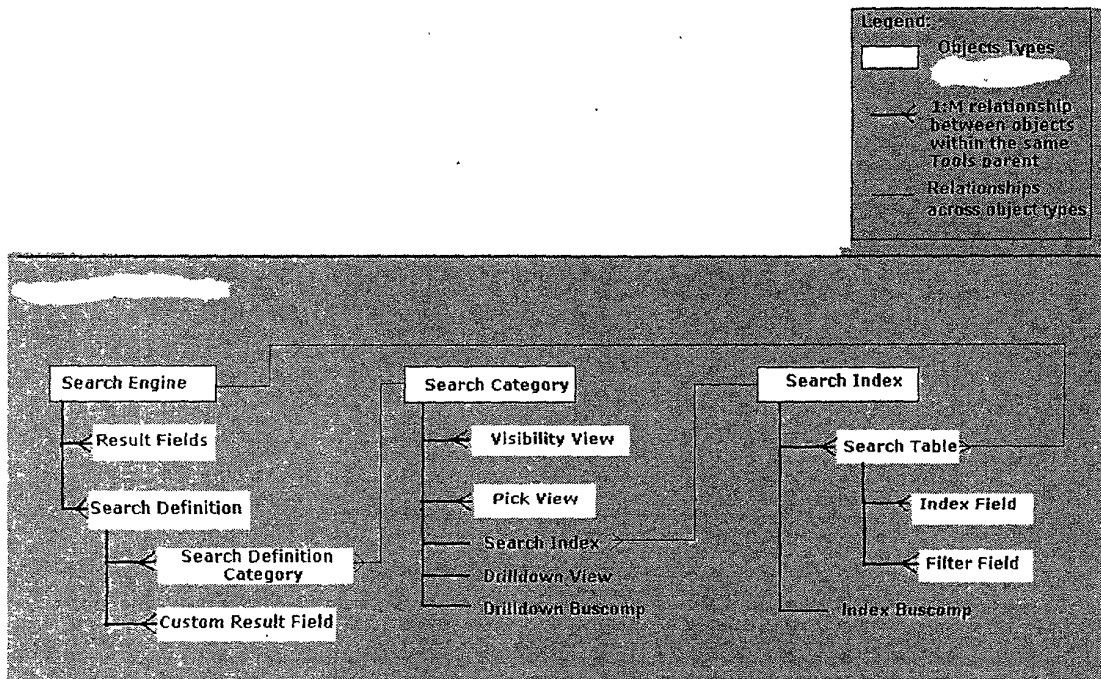 Legend:
Objects Types
1:M relationship
between objects
within the same
Tools parent
Relationships
across object types
Search Engine
Result Fields
Search Definition
Search Definition
Category
Custom Result Field
Search Category
Visibility View
Pick View
Search Index
Drilldown View
Drilldown Buscomp
Search Index
Search Table
Index Field
Filter Field
Index Buscomp